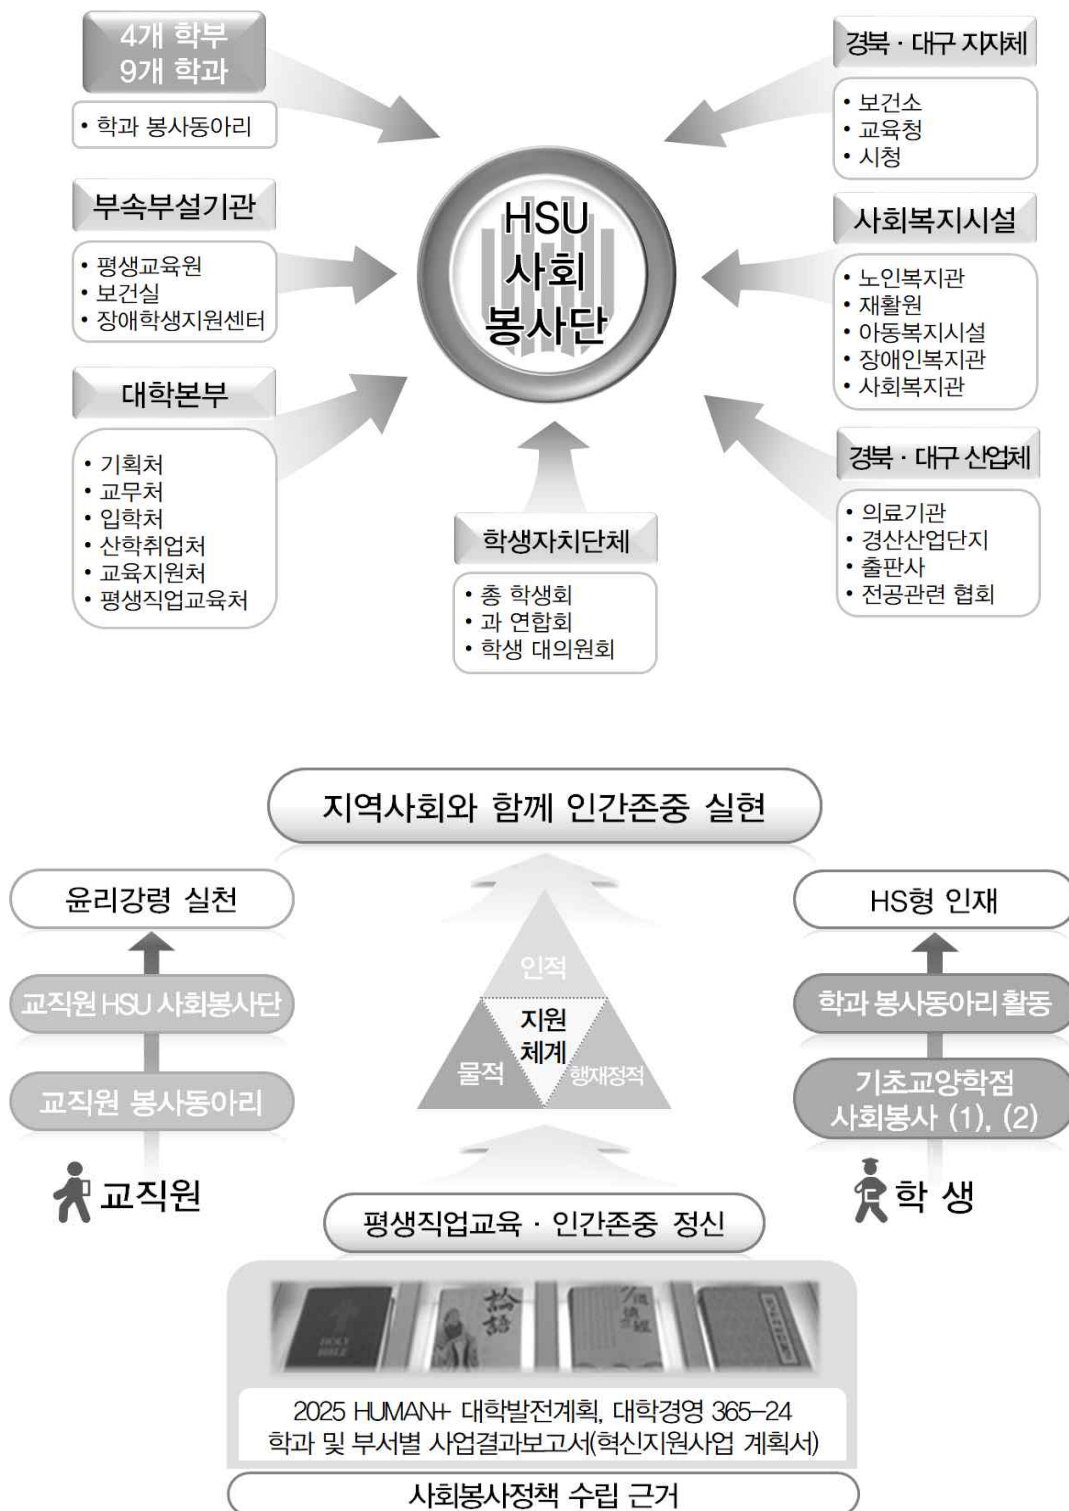 4개 학부
9개 학과
• 학과 봉사동아리
부속부설기관
• 평생교육원
• 보건실
• 장애학생지원센터
대학본부
• 기획처
• 교무처
• 입학처
• 산학취업처
• 교육지원처
• 평생직업교육처
HSU
사회
봉사단
학생자치단체
• 총 학생회
• 과 연합회
• 학생 대의원회
경북 · 대구 지자체
• 보건소
• 교육청
• 시청
사회복지시설
• 노인복지관
• 재활원
• 아동복지시설
• 장애인복지관
• 사회복지관
경북 · 대구 산업체
• 의료기관
• 경산산업단지
• 출판사
• 전공관련 협회
지역사회와 함께 인간존중 실현
윤리강령 실천
교직원 HSU 사회봉사단
교직원 봉사동아리
교직원
인적
지원
체계
물적
행재정적
HS형 인재
학과 봉사동아리 활동
기초교양학점
사회봉사 (1), (2)
학 생
평생직업교육 · 인간존중 정신
HOLY
BIBLE
論語
道德經
2025 HUMAN+ 대학발전계획, 대학경영 365–24
학과 및 부서별 사업결과보고서(혁신지원사업 계획서)
사회봉사정책 수립 근거